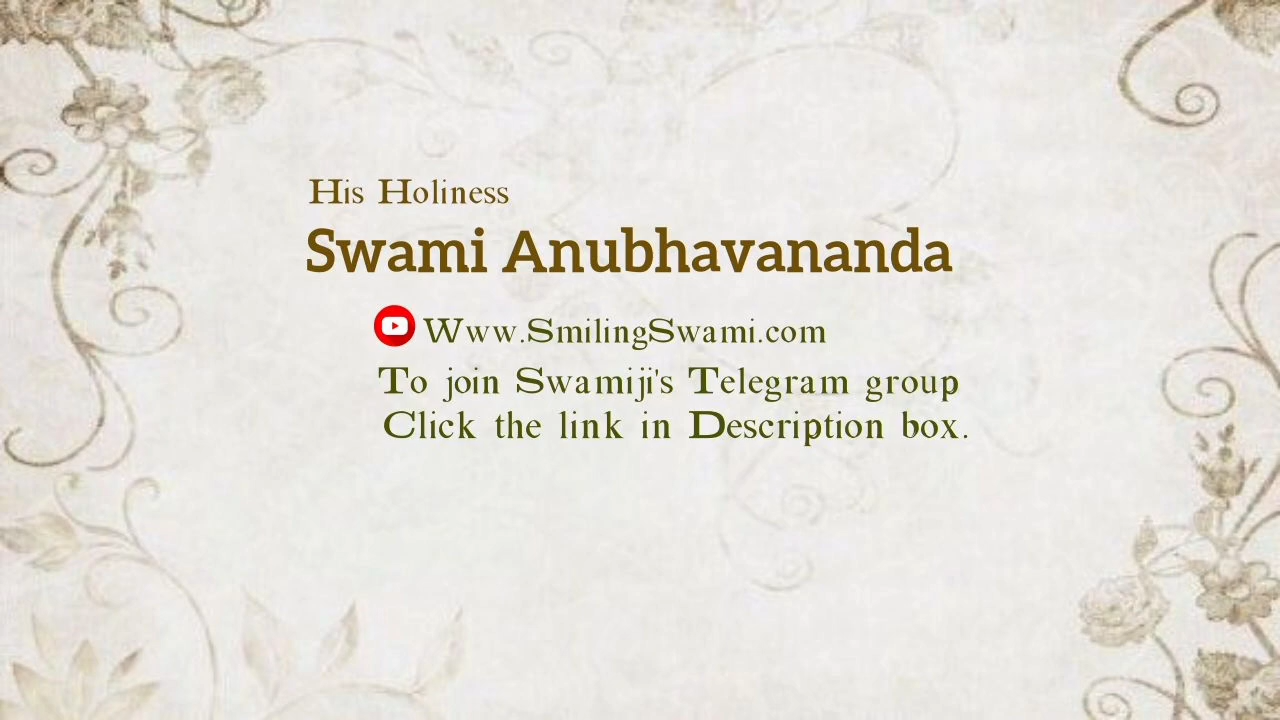 His Holiness
Swami Anubhavananda
Www.SmilingSwami.com
To join Swamiji's Telegram group
Click the link in Description box.